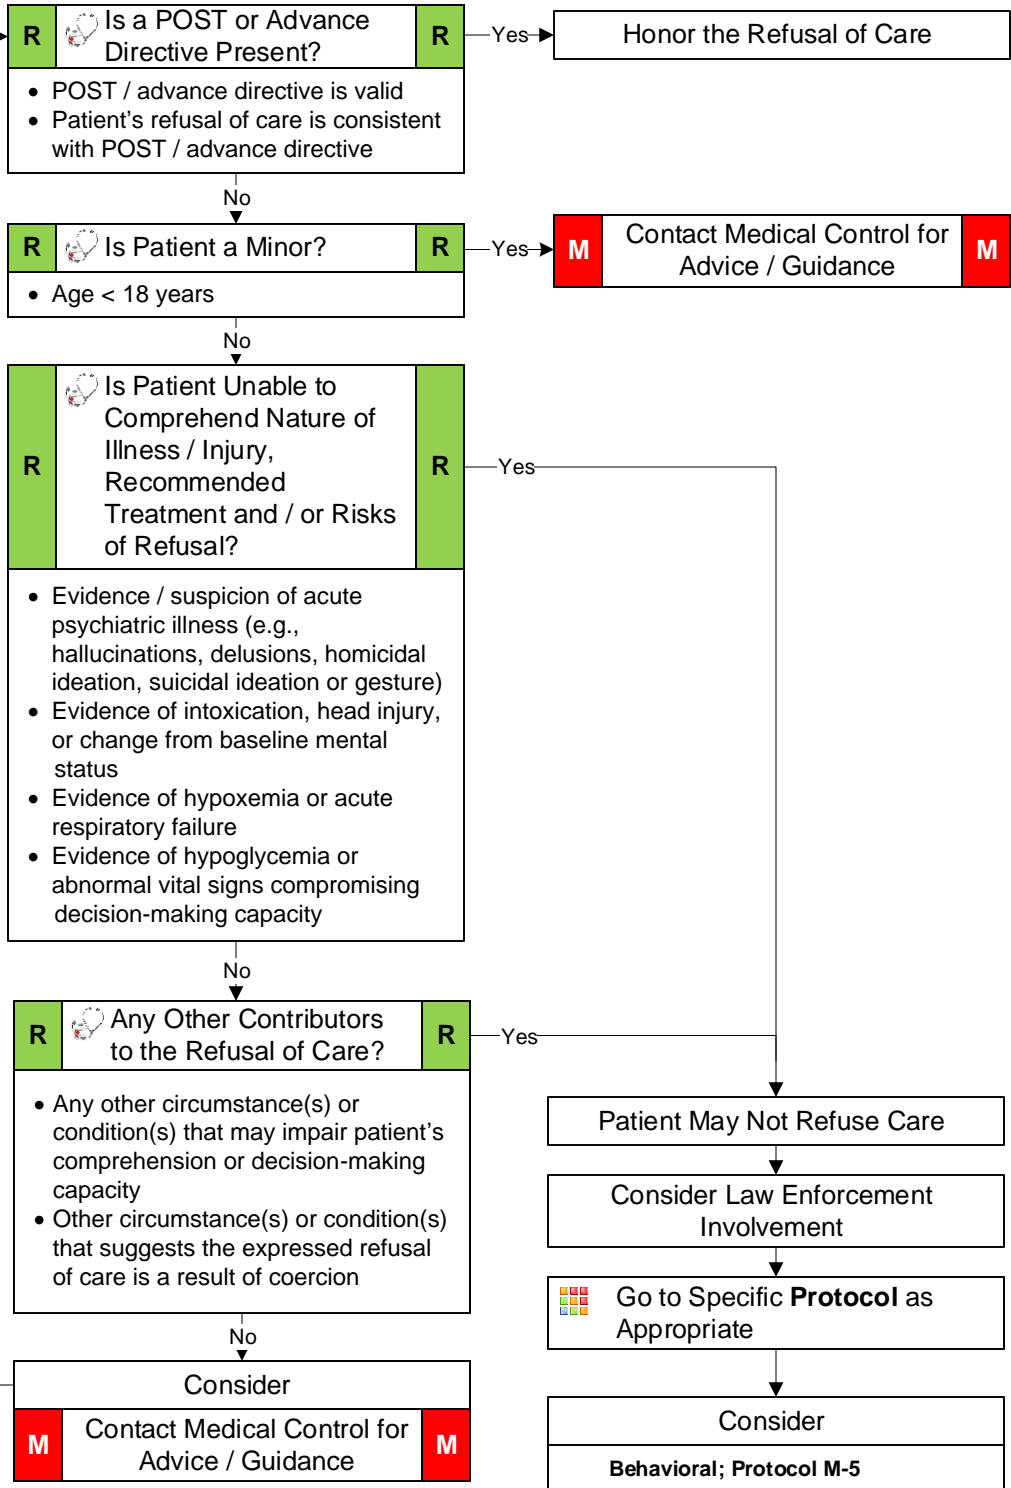 R
Is a POST or Advance
Directive Present?
R
Yes
Honor the Refusal of Care
• POST / advance directive is valid
• Patient's refusal of care is consistent
with POST / advance directive
No
R
Is Patient a Minor?
R
Yes
M
Contact Medical Control for
Advice / Guidance
M
• Age < 18 years
No
R
Is Patient Unable to
Comprehend Nature of
Illness / Injury,
Recommended
Treatment and / or Risks
of Refusal?
R
Yes
• Evidence / suspicion of acute
psychiatric illness (e.g.,
hallucinations, delusions, homicidal
ideation, suicidal ideation or gesture)
• Evidence of intoxication, head injury,
or change from baseline mental
status
• Evidence of hypoxemia or acute
respiratory failure
• Evidence of hypoglycemia or
abnormal vital signs compromising
decision-making capacity
No
R
Any Other Contributors
to the Refusal of Care?
R
Yes
• Any other circumstance(s) or
condition(s) that may impair patient's
comprehension or decision-making
capacity
• Other circumstance(s) or condition(s)
that suggests the expressed refusal
of care is a result of coercion
No
Consider
M
Contact Medical Control for
Advice / Guidance
M
Patient May Not Refuse Care
Consider Law Enforcement
Involvement
Go to Specific Protocol as
Appropriate
Consider
Behavioral; Protocol M-5